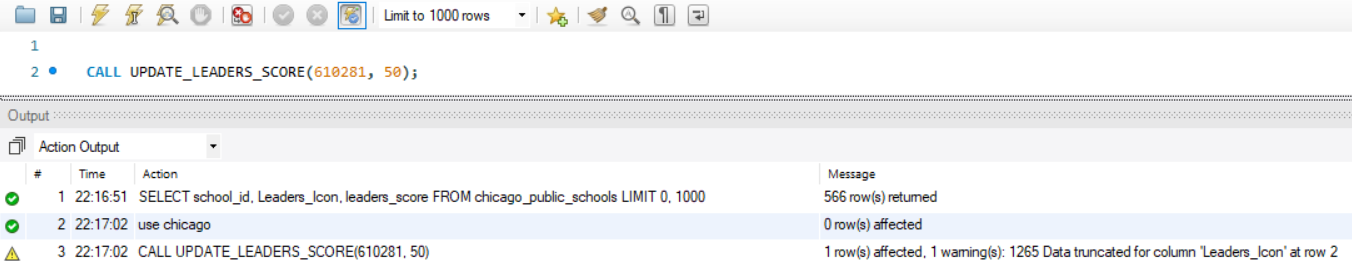 Limit to 1000 rows
1
2 CALL UPDATE_LEADERS_SCORE(610281, 50);
Output
Action Output
# Time Action Message
1 22:16:51 SELECT school_id, Leaders_Icon, leaders_score FROM chicago_public_schools LIMIT 0, 1000 566 row(s) returned
2 22:17:02 use chicago 0 row(s) affected
3 22:17:02 CALL UPDATE_LEADERS_SCORE(610281, 50) 1 row(s) affected, 1 warning(s): 1265 Data truncated for column 'Leaders_Icon' at row 2